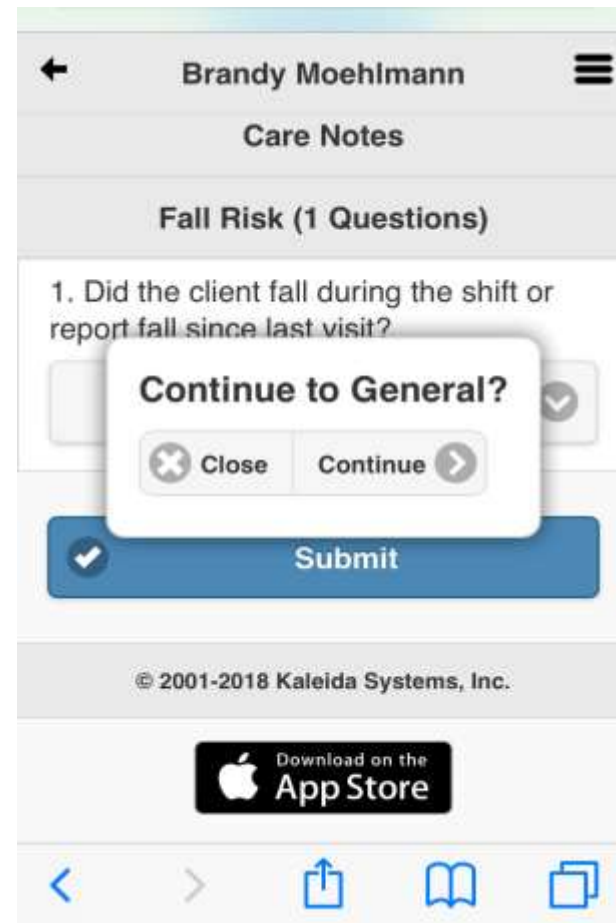 Brandy Moehlmann
Care Notes
Fall Risk (1 Questions)
1. Did the client fall during the shift or
report fall since last visit?
Continue to General?
Close Continue
Submit
© 2001-2018 Kaleida Systems, Inc.
Download on the
App Store